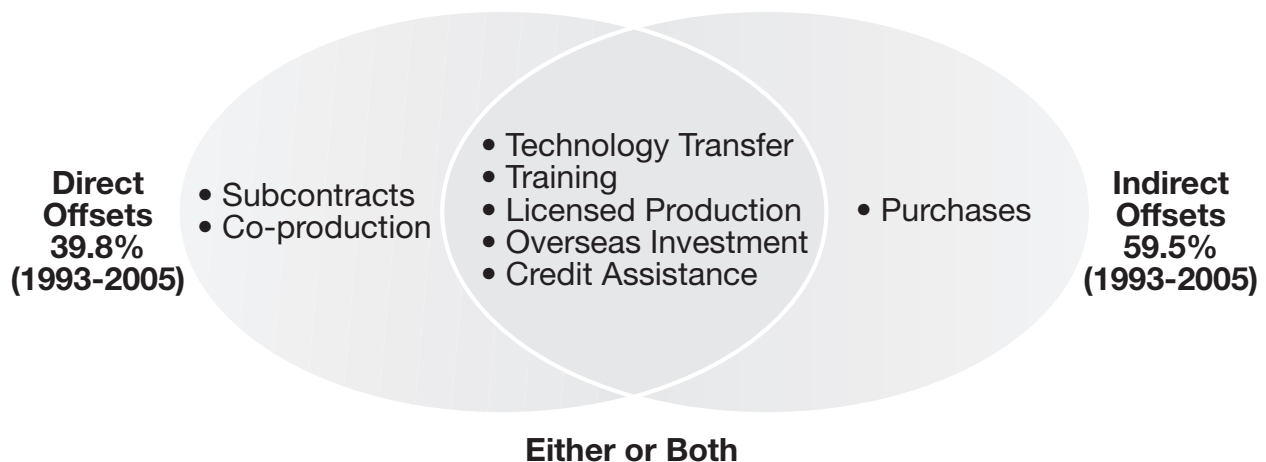 Direct
Offsets
39.8%
(1993-2005)
• Subcontracts
• Co-production
• Technology Transfer
• Training
• Licensed Production
• Overseas Investment
• Credit Assistance
• Purchases
Indirect
Offsets
59.5%
(1993-2005)
Either or Both